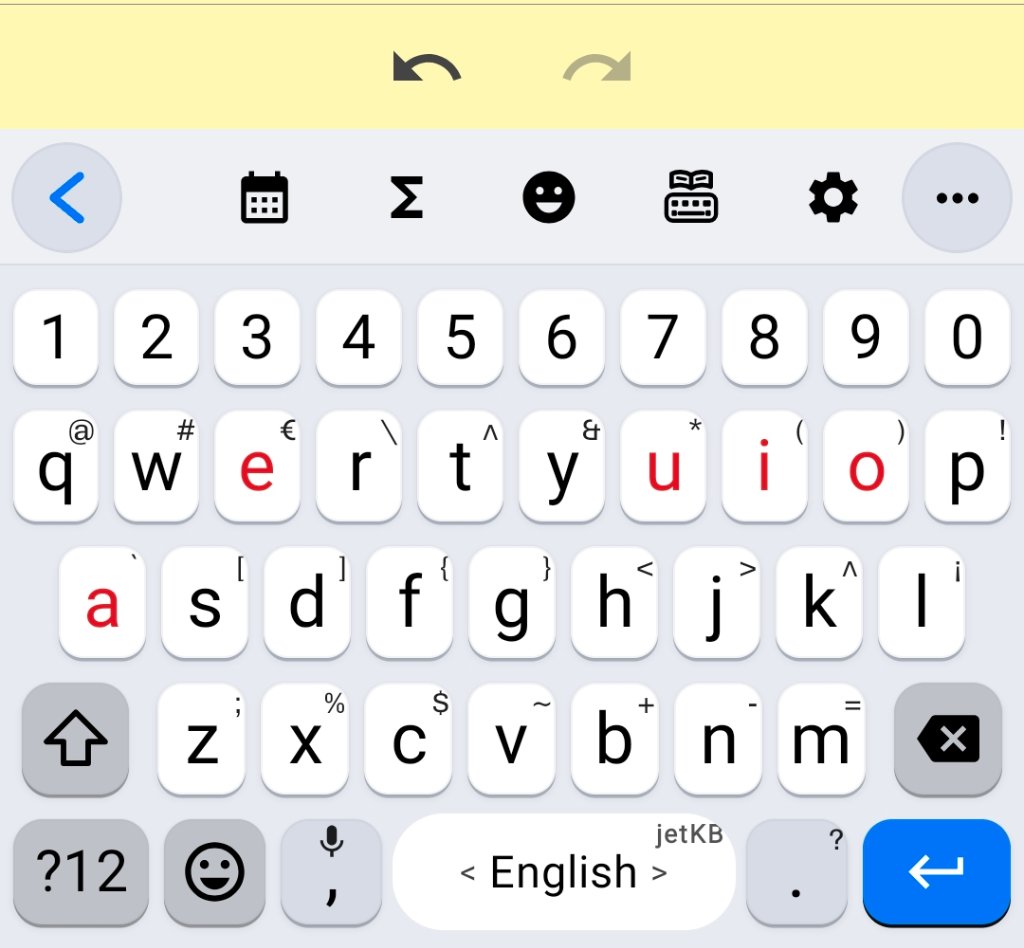 Σ
1 2 3 4 5 6 7 8 9 0
@ # € \ ^ & * ( ) !
q w e r t y u i o p
` [ ] { } < > ^ ¡
a s d f g h j k l
; % $ ~ + - =
z x c v b n m
jetKB ?
?12 , < English > .